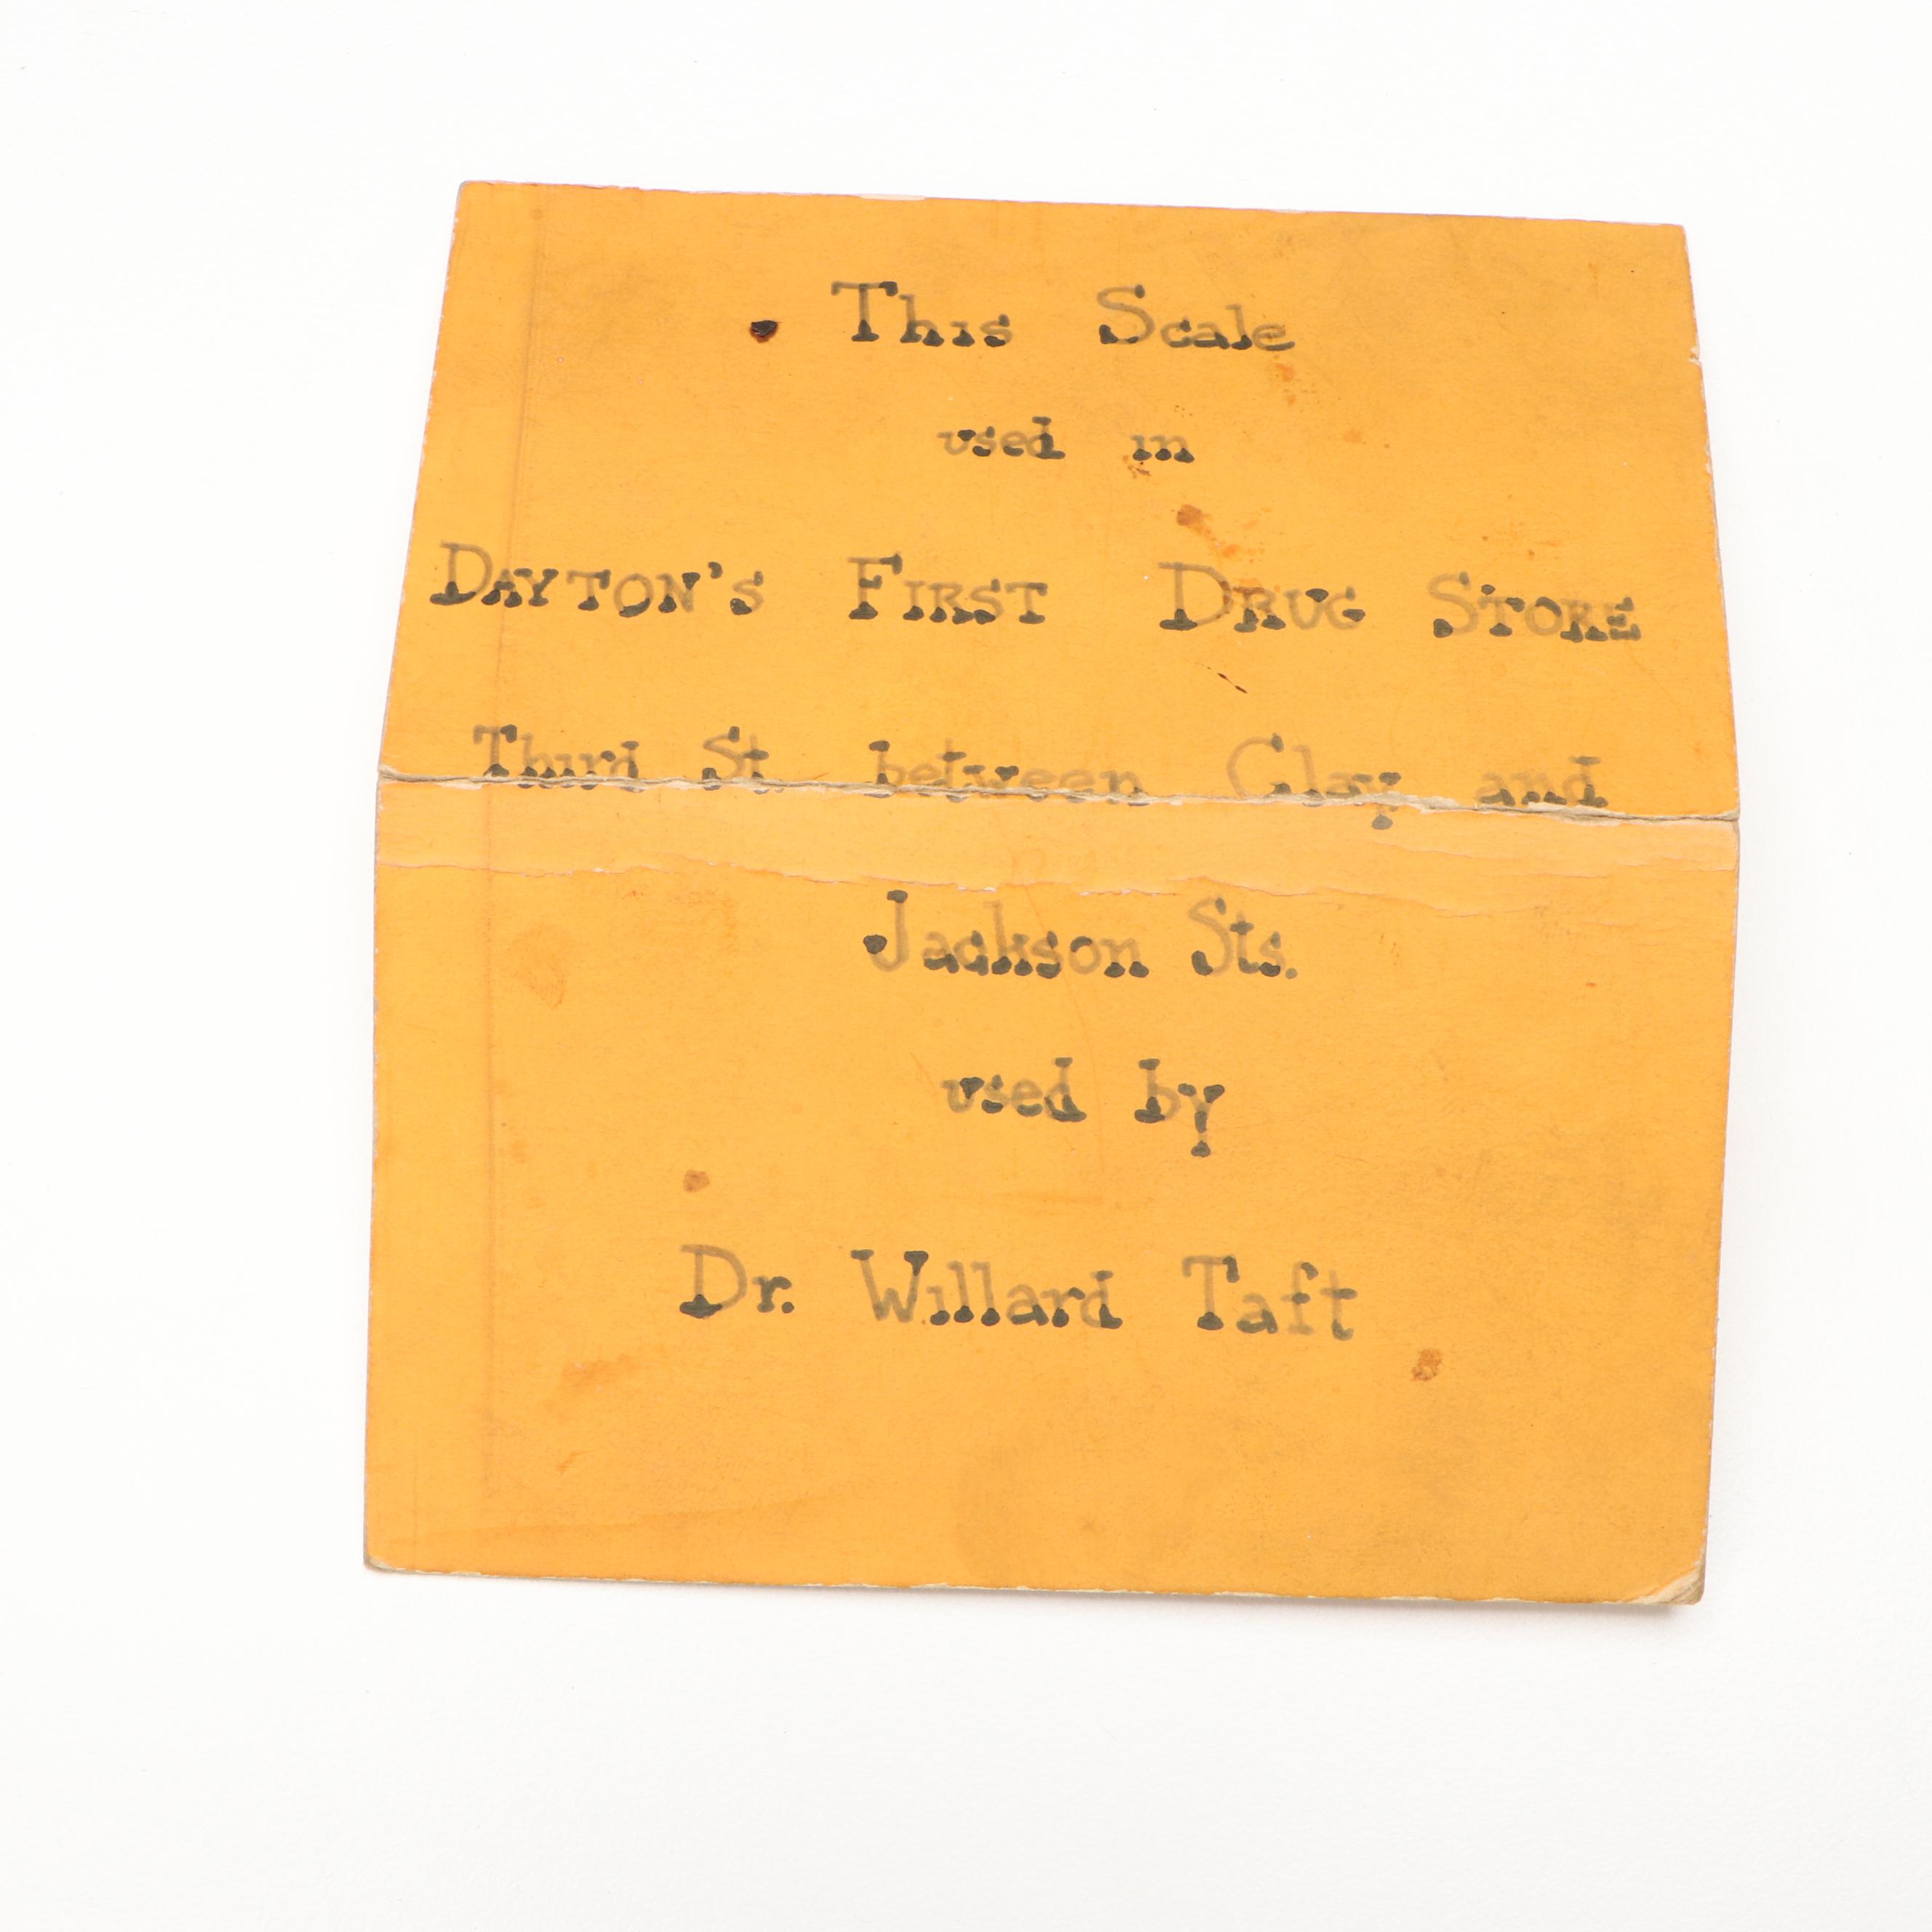 This Scale
used in
DAYTON'S FIRST DRUG STORE
Third St. between Clay and
Jackson Sts.
used by
Dr. Willard Taft